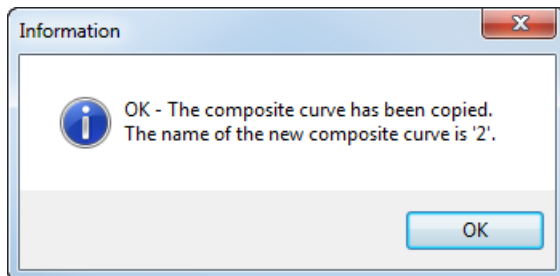 Information
OK - The composite curve has been copied.
The name of the new composite curve is '2'.
OK